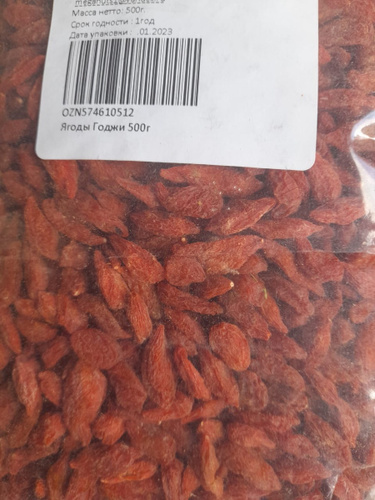 Масса нетто: 500г.
Срок годности : 1год
Дата упаковки : .01.2023
OZN574610512
Ягоды Годжи 500г